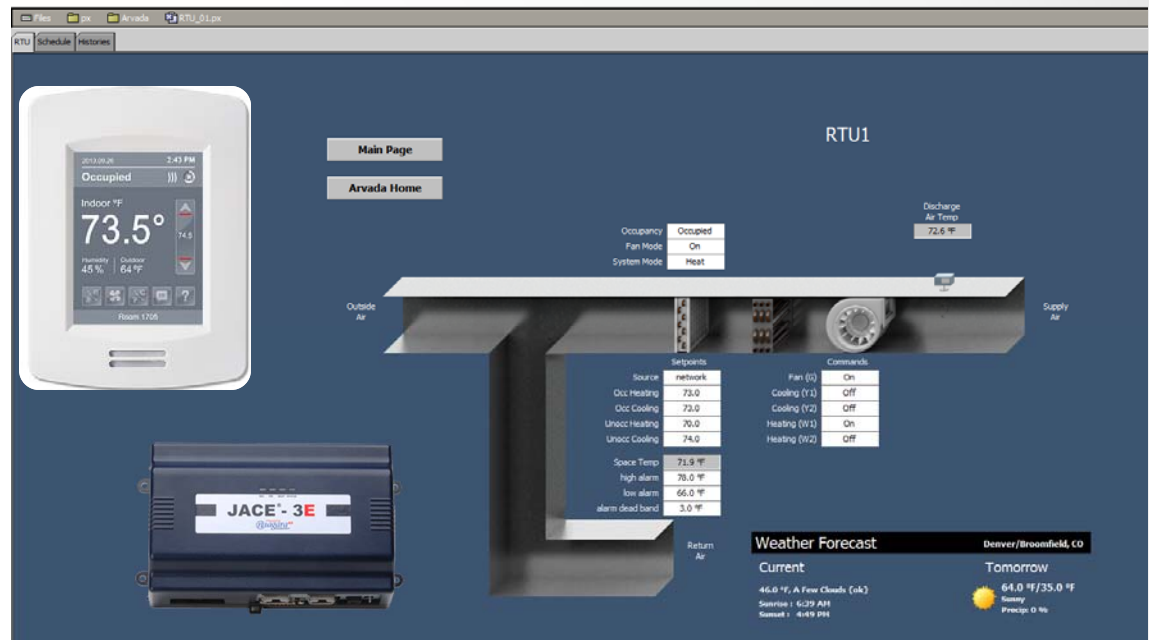 Files px Arvada RTU_01.px
RTU Schedule Histories
RTU1
Main Page
Arvada Home
2013.09.26 2:43 PM
Occupied
Indoor °F
73.5°
74.5
Humidity Outdoor
45 % 64 °F
?
Room 1705
Discharge
Air Temp
72.6 °F
Occupancy Occupied
Fan Mode On
System Mode Heat
Outside
Air
Supply
Air
Setpoints
Source network
Occ Heating 73.0
Occ Cooling 73.0
Unocc Heating 70.0
Unocc Cooling 74.0
Commands
Fan (G) On
Cooling (Y1) Off
Cooling (Y2) Off
Heating (W1) On
Heating (W2) Off
Space Temp 71.9 °F
high alarm 78.0 °F
low alarm 66.0 °F
alarm dead band 3.0 °F
Return
Air
JACE®- 3E
Weather Forecast Denver/Broomfield, CO
Current
46.0 °F, A Few Clouds (ok)
Sunrise : 6:39 AM
Sunset : 4:49 PM
Tomorrow
64.0 °F/35.0 °F
Sunny
Precip: 0 %